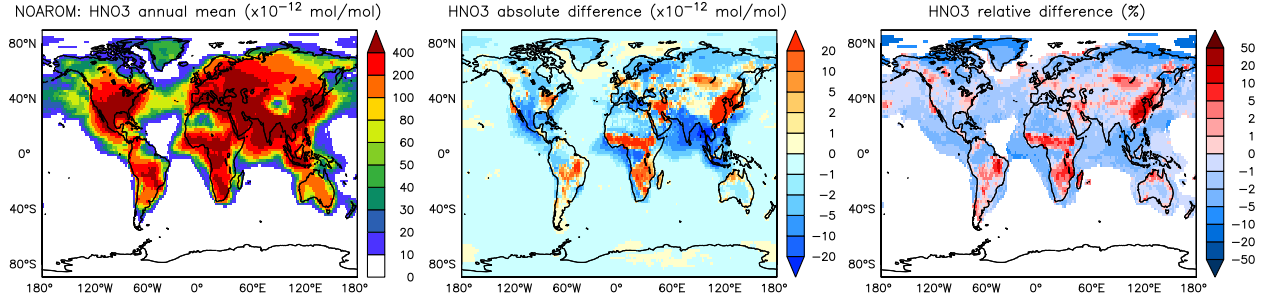 NOAROM: HNO3 annual mean (x10⁻¹² mol/mol)
80°N
40°N
0°
40°S
80°S
180°
120°W
60°W
0°
60°E
120°E
180°
400
200
100
80
60
40
30
20
10
0
HNO3 absolute difference (x10⁻¹² mol/mol)
80°N
40°N
0°
40°S
80°S
180°
120°W
60°W
0°
60°E
120°E
180°
20
10
5
2
1
0
−1
−2
−5
−10
−20
HNO3 relative difference (%)
80°N
40°N
0°
40°S
80°S
180°
120°W
60°W
0°
60°E
120°E
180°
50
20
10
5
2
1
0
−1
−2
−5
−10
−20
−50